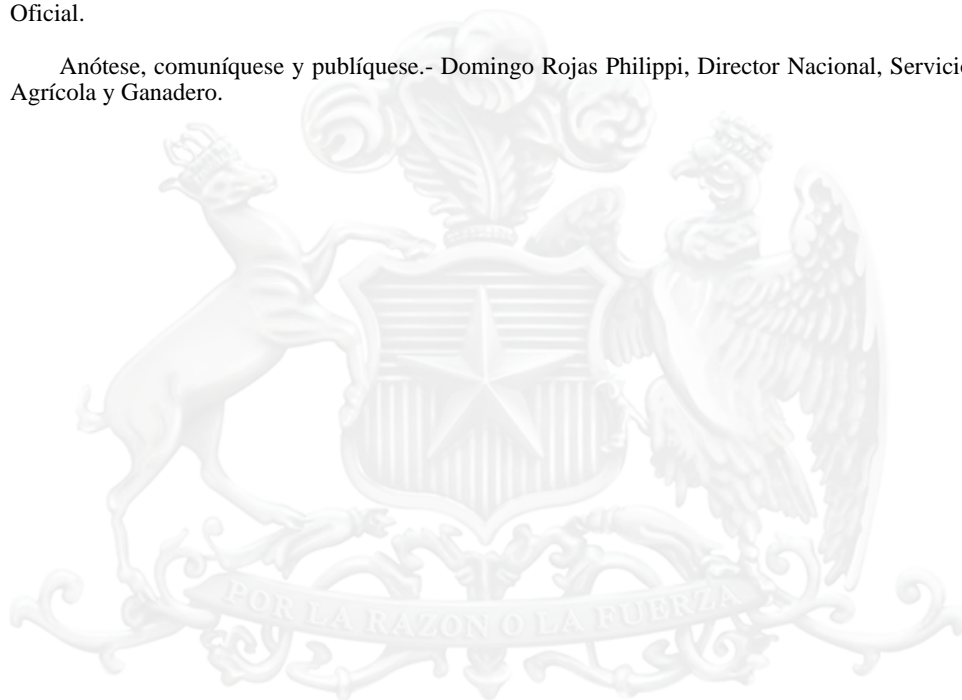 Oficial.
Anótese, comuníquese y publíquese.- Domingo Rojas Philippi, Director Nacional, Servicio
Agrícola y Ganadero.
POR LA RAZON O LA FUERZA